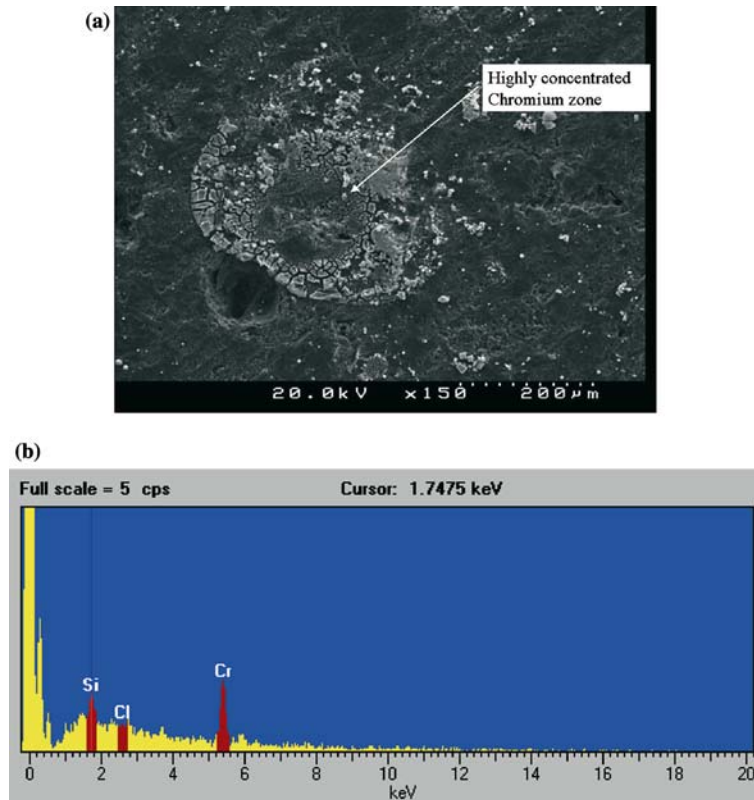 (a)
Highly concentrated
Chromium zone
20.0kV x150 200µm
(b)
Full scale = 5 cps Cursor: 1.7475 keV
Si
Cl
Cr
0 2 4 6 8 10 12 14 16 18 20
keV